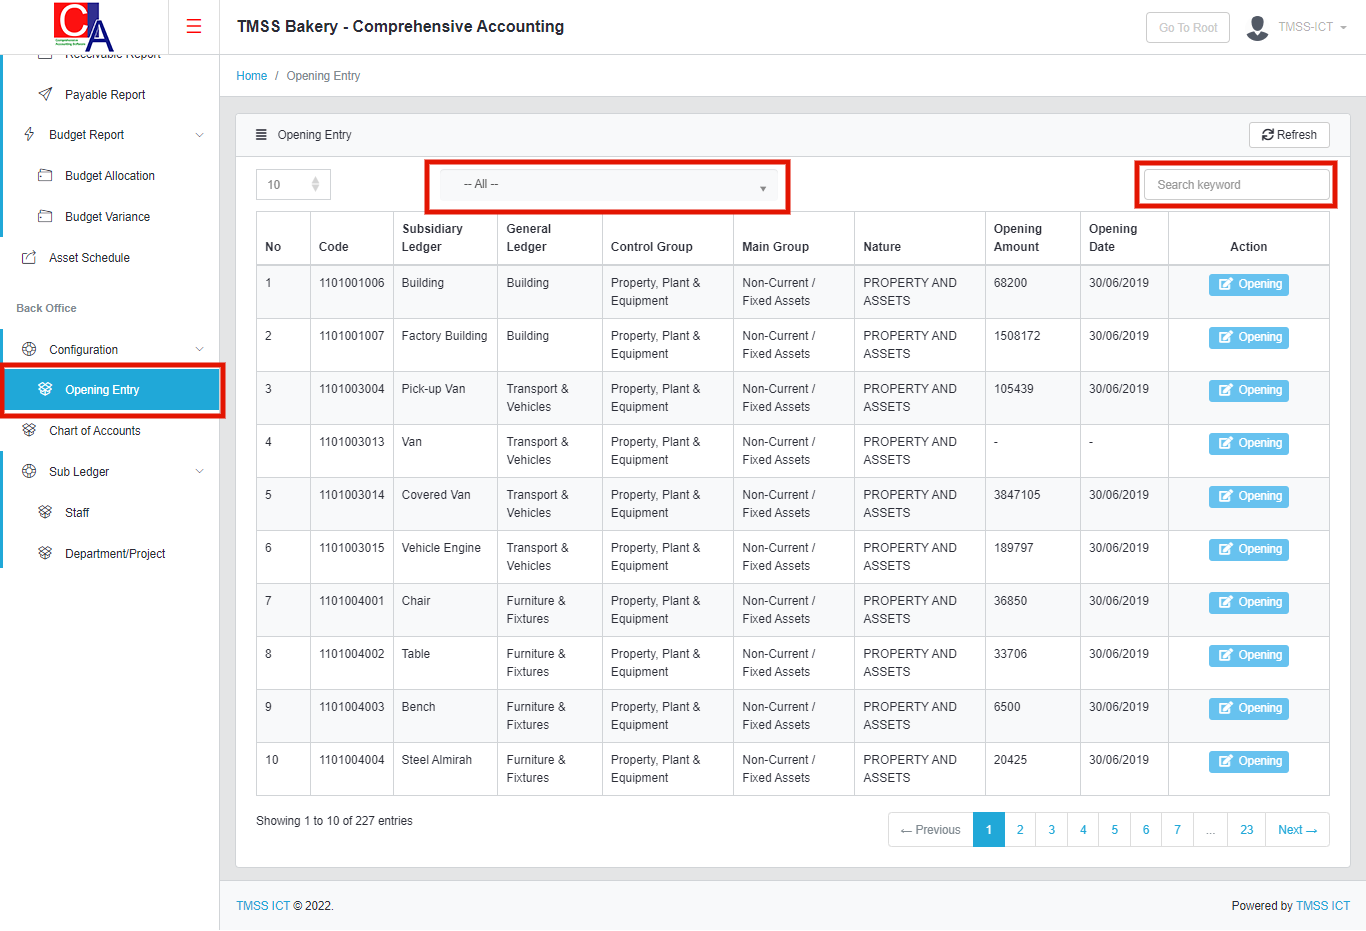 CA
Comprehensive
Accounting Software
TMSS Bakery - Comprehensive Accounting
Go To Root
TMSS-ICT
Receivable Report
Payable Report
Budget Report
Budget Allocation
Budget Variance
Asset Schedule
Back Office
Configuration
Opening Entry
Chart of Accounts
Sub Ledger
Staff
Department/Project
Home / Opening Entry
Opening Entry
Refresh
10
-- All --
Search keyword
No Code Subsidiary Ledger General Ledger Control Group Main Group Nature Opening Amount Opening Date Action
1 1101001006 Building Building Property, Plant & Equipment Non-Current / Fixed Assets PROPERTY AND ASSETS 68200 30/06/2019 Opening
2 1101001007 Factory Building Building Property, Plant & Equipment Non-Current / Fixed Assets PROPERTY AND ASSETS 1508172 30/06/2019 Opening
3 1101003004 Pick-up Van Transport & Vehicles Property, Plant & Equipment Non-Current / Fixed Assets PROPERTY AND ASSETS 105439 30/06/2019 Opening
4 1101003013 Van Transport & Vehicles Property, Plant & Equipment Non-Current / Fixed Assets PROPERTY AND ASSETS - - Opening
5 1101003014 Covered Van Transport & Vehicles Property, Plant & Equipment Non-Current / Fixed Assets PROPERTY AND ASSETS 3847105 30/06/2019 Opening
6 1101003015 Vehicle Engine Transport & Vehicles Property, Plant & Equipment Non-Current / Fixed Assets PROPERTY AND ASSETS 189797 30/06/2019 Opening
7 1101004001 Chair Furniture & Fixtures Property, Plant & Equipment Non-Current / Fixed Assets PROPERTY AND ASSETS 36850 30/06/2019 Opening
8 1101004002 Table Furniture & Fixtures Property, Plant & Equipment Non-Current / Fixed Assets PROPERTY AND ASSETS 33706 30/06/2019 Opening
9 1101004003 Bench Furniture & Fixtures Property, Plant & Equipment Non-Current / Fixed Assets PROPERTY AND ASSETS 6500 30/06/2019 Opening
10 1101004004 Steel Almirah Furniture & Fixtures Property, Plant & Equipment Non-Current / Fixed Assets PROPERTY AND ASSETS 20425 30/06/2019 Opening
Showing 1 to 10 of 227 entries
← Previous 1 2 3 4 5 6 7 ... 23 Next →
TMSS ICT © 2022.
Powered by TMSS ICT